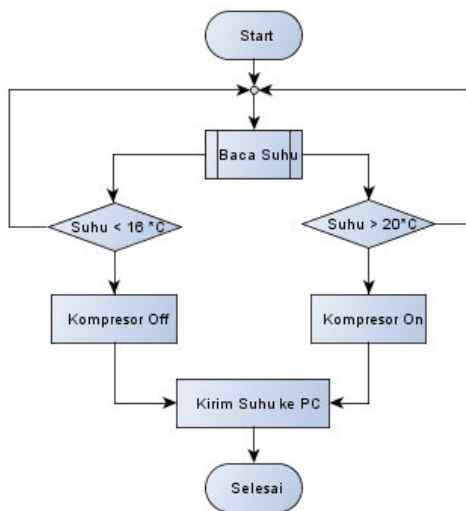 Start
Baca Suhu
Suhu < 16 *C
Suhu > 20*C
Kompresor Off
Kompresor On
Kirim Suhu ke PC
Selesai